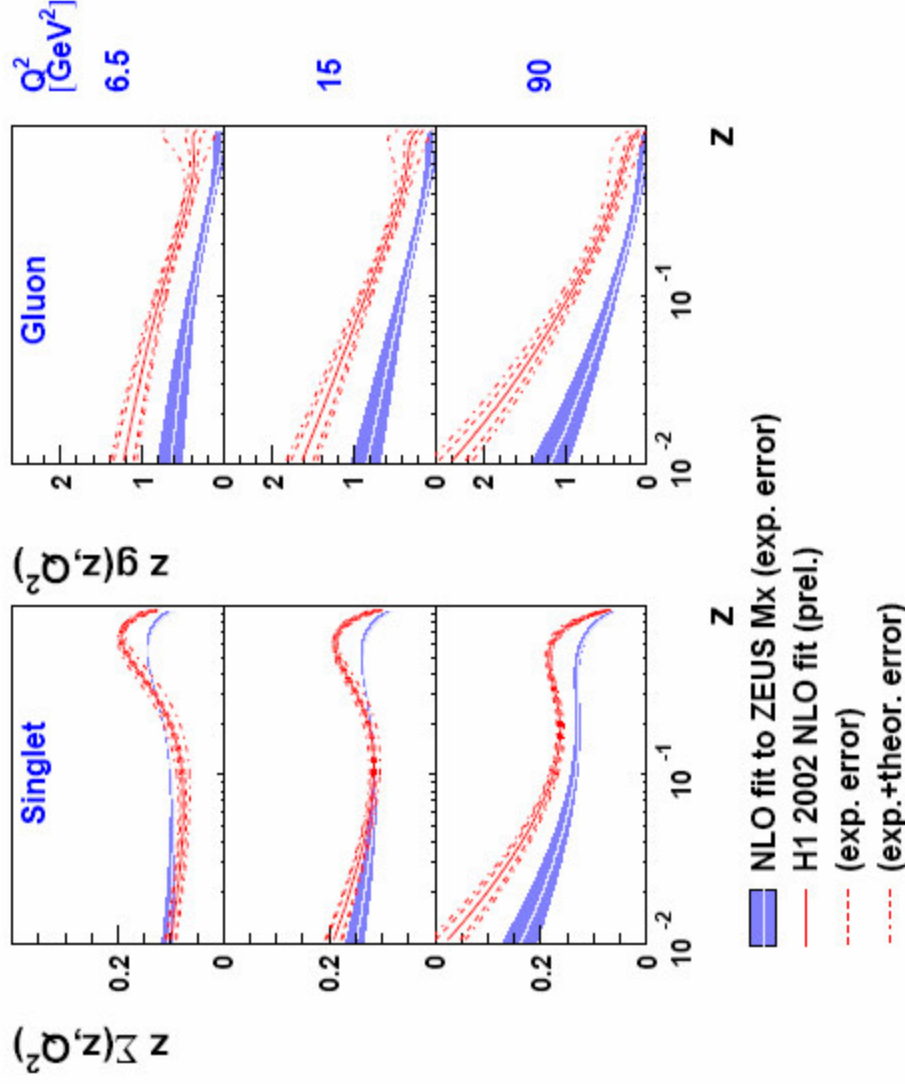 z Σ(z,Q²)
z g(z,Q²)
Singlet
Gluon
Q²
[GeV²]
0.2
0
2
1
0
6.5
0.2
0
2
1
0
15
0.2
0
2
1
0
90
10⁻²
10⁻¹
z
10⁻²
10⁻¹
z
NLO fit to ZEUS Mx (exp. error)
H1 2002 NLO fit (prel.)
(exp. error)
(exp.+theor. error)